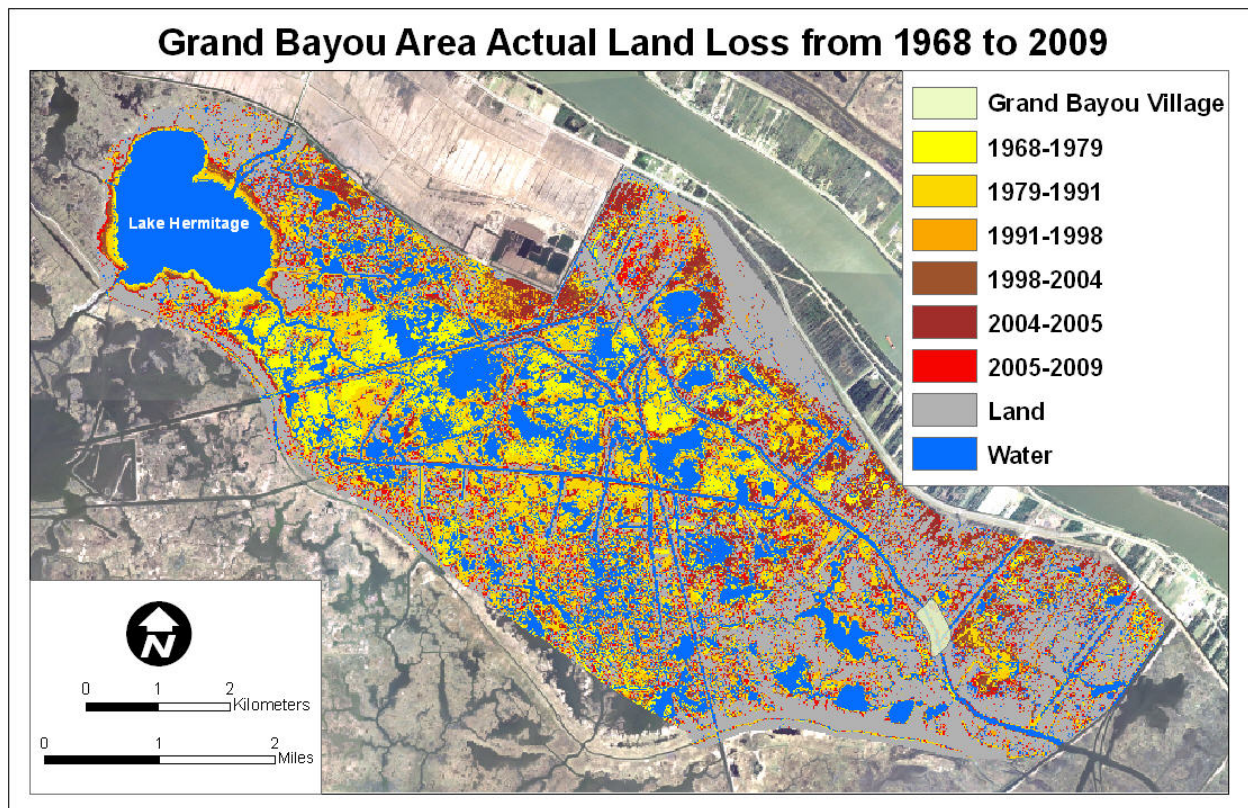 Grand Bayou Area Actual Land Loss from 1968 to 2009
Grand Bayou Village
1968-1979
1979-1991
1991-1998
1998-2004
2004-2005
2005-2009
Land
Water
Lake Hermitage
N
0 1 2
Kilometers
0 1 2
Miles